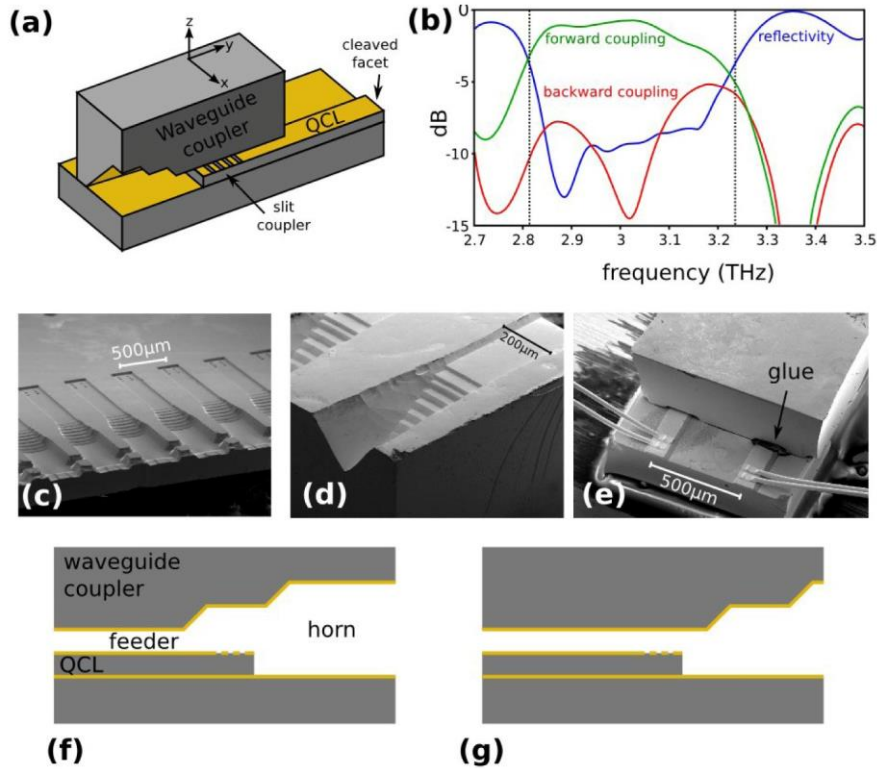 (a)
z
y
x
cleaved
facet
Waveguide
coupler
QCL
slit
coupler
(b)
0
-5
-10
-15
dB
forward coupling
reflectivity
backward coupling
2.7 2.8 2.9 3 3.1 3.2 3.3 3.4 3.5
frequency (THz)
500μm
(c)
200μm
(d)
glue
500μm
(e)
waveguide
coupler
feeder
horn
QCL
(f)
(g)